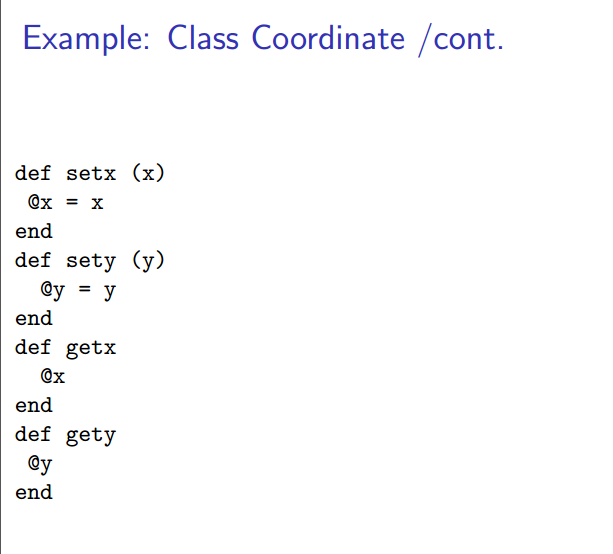 Example: Class Coordinate /cont.
def setx (x)
 @x = x
end
def sety (y)
  @y = y
end
def getx
  @x
end
def gety
 @y
end